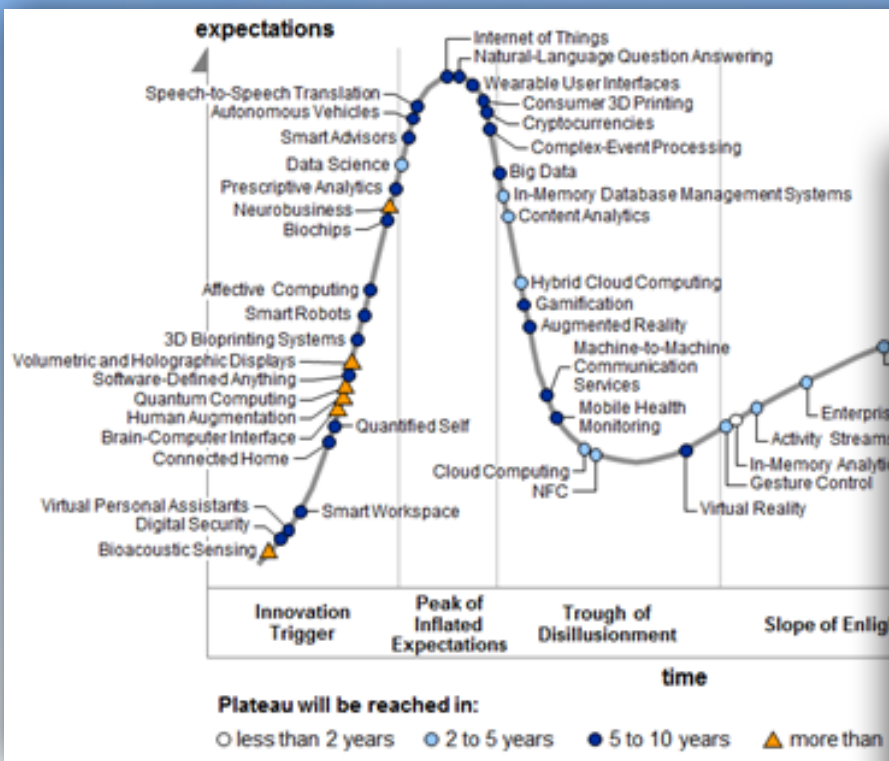 expectations
Internet of Things
Natural-Language Question Answering
Wearable User Interfaces
Speech-to-Speech Translation
Consumer 3D Printing
Autonomous Vehicles
Cryptocurrencies
Smart Advisors
Complex-Event Processing
Data Science
Big Data
Prescriptive Analytics
In-Memory Database Management Systems
Neurobusiness
Content Analytics
Biochips
Hybrid Cloud Computing
Affective Computing
Gamification
Smart Robots
Augmented Reality
3D Bioprinting Systems
Machine-to-Machine
Communication
Services
Volumetric and Holographic Displays
Software-Defined Anything
Quantum Computing
Human Augmentation
Mobile Health
Monitoring
Brain-Computer Interface
Quantified Self
Connected Home
Enterpris
Activity Streams
In-Memory Analytic
Gesture Control
Cloud Computing
NFC
Virtual Reality
Virtual Personal Assistants
Smart Workspace
Digital Security
Bioacoustic Sensing
Innovation
Trigger
Peak of
Inflated
Expectations
Trough of
Disillusionment
Slope of Enlig
time
Plateau will be reached in:
less than 2 years 2 to 5 years 5 to 10 years more than